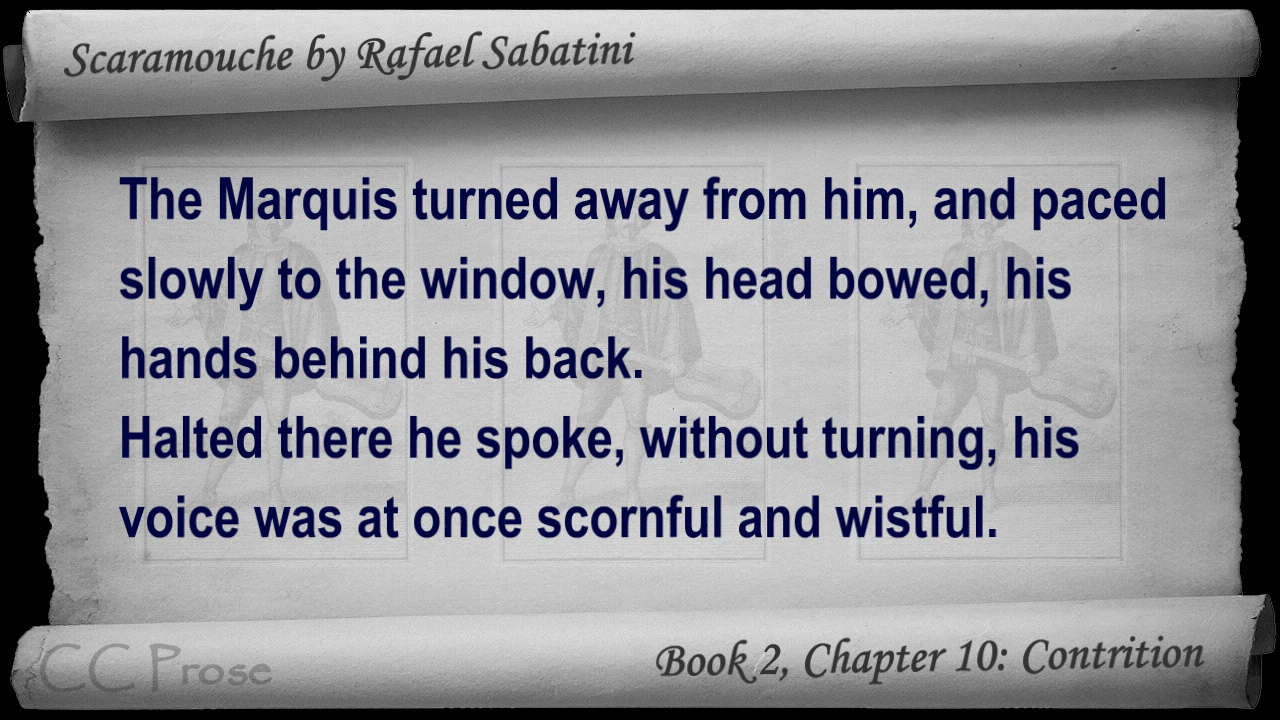 Scaramouche by Rafael Sabatini
The Marquis turned away from him, and paced
slowly to the window, his head bowed, his
hands behind his back.
Halted there he spoke, without turning, his
voice was at once scornful and wistful.
CC Prose
Book 2, Chapter 10: Contrition